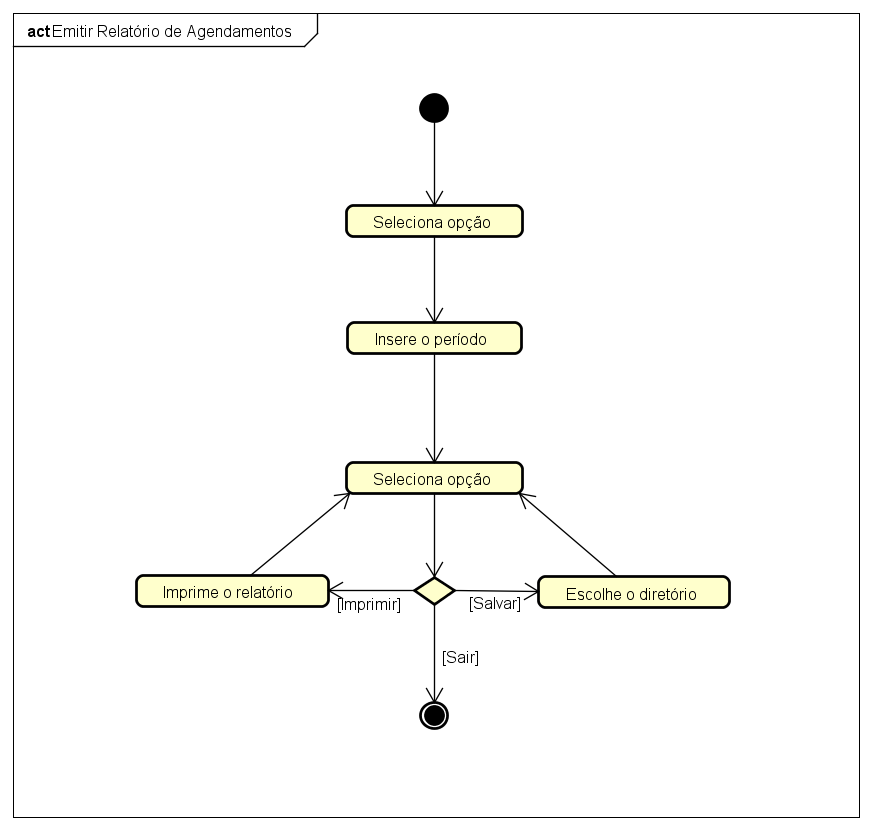 act Emitir Relatório de Agendamentos
Seleciona opção
Insere o período
Seleciona opção
Imprime o relatório
[Imprimir]
[Salvar]
Escolhe o diretório
[Sair]